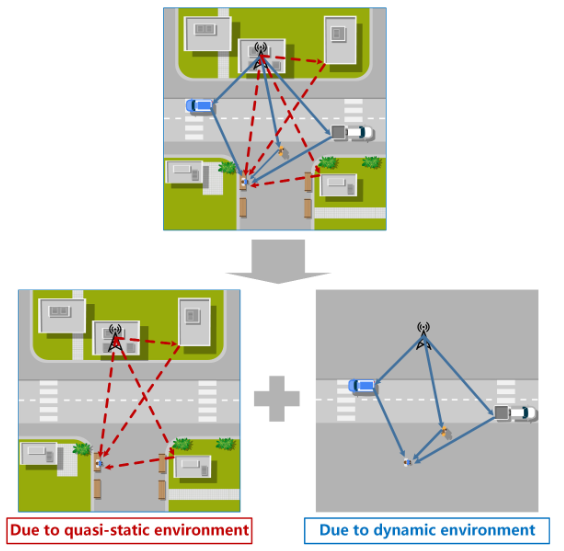 Due to quasi-static environment
Due to dynamic environment